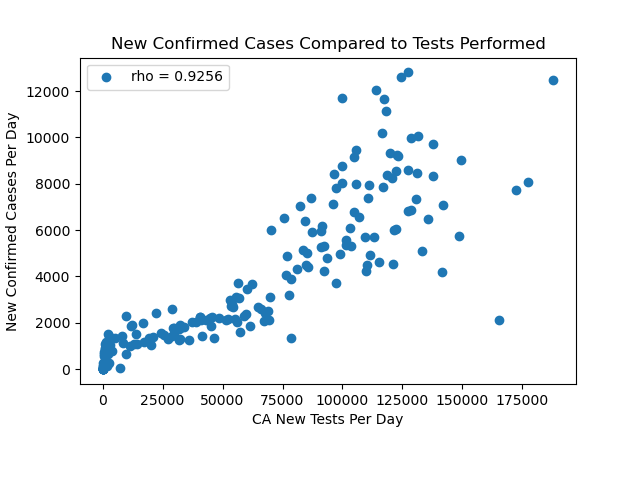 New Confirmed Cases Compared to Tests Performed
rho = 0.9256
12000
10000
8000
6000
4000
2000
0
New Confirmed Caeses Per Day
0 25000 50000 75000 100000 125000 150000 175000
CA New Tests Per Day